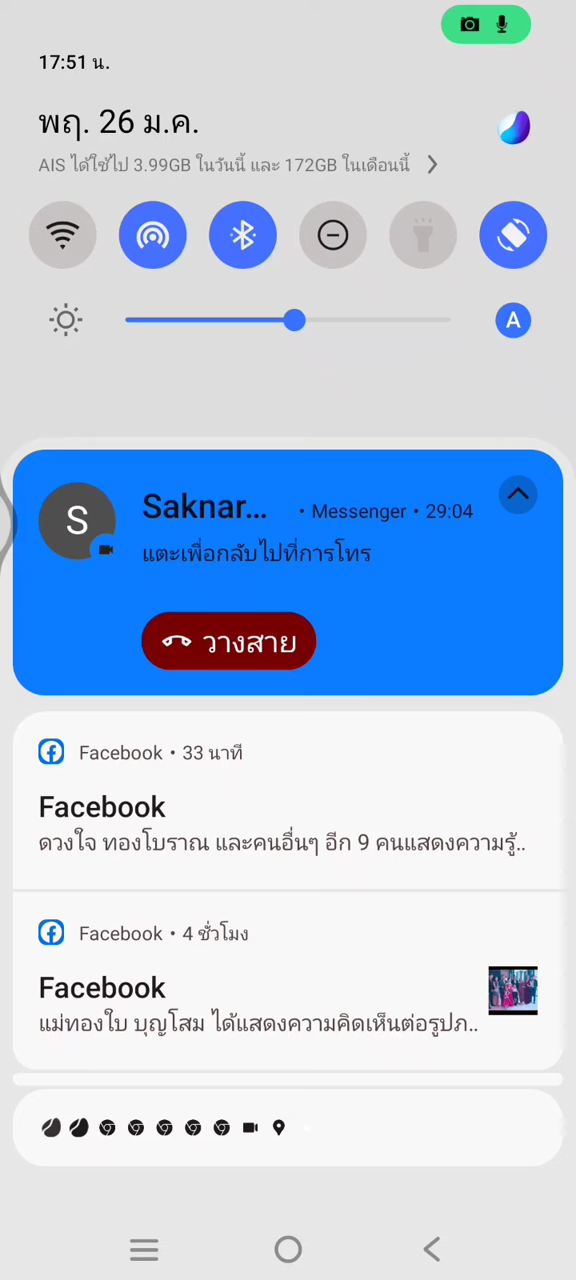 17:51 น.
พฤ. 26 ม.ค.
AIS ได้ใช้ไป 3.99GB ในวันนี้ และ 172GB ในเดือนนี้
A
S
Saknar... • Messenger • 29:04
แตะเพื่อกลับไปที่การโทร
วางสาย
Facebook • 33 นาที
Facebook
ดวงใจ ทองโบราณ และคนอื่นๆ อีก 9 คนแสดงความรู้..
Facebook • 4 ชั่วโมง
Facebook
แม่ทองใบ บุญโสม ได้แสดงความคิดเห็นต่อรูปภ..